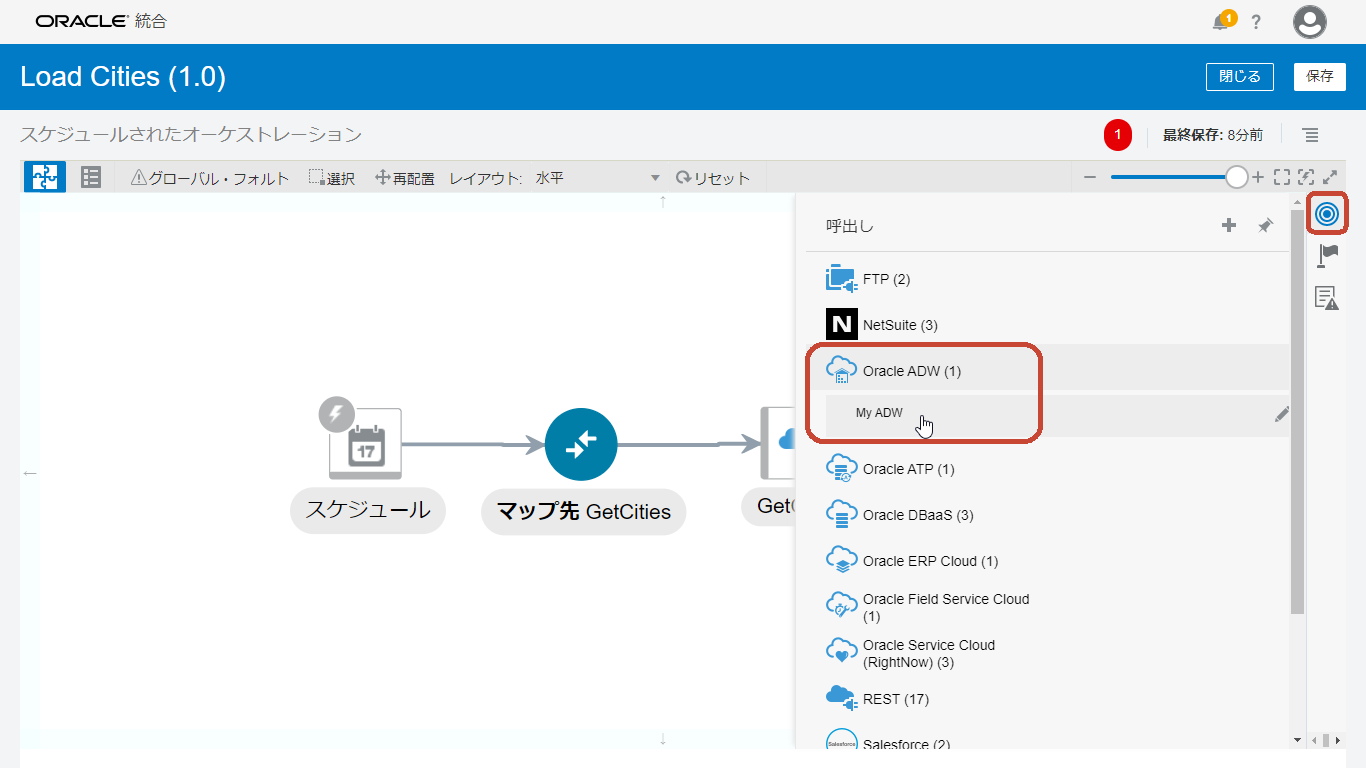 ORACLE 統合
1
?
Load Cities (1.0)
閉じる
保存
スケジュールされたオーケストレーション
1
最終保存: 8分前
グローバル・フォルト
選択
再配置
レイアウト:
水平
リセット
呼出し
FTP (2)
N
NetSuite (3)
Oracle ADW (1)
My ADW
Oracle ATP (1)
Oracle DBaaS (3)
Oracle ERP Cloud (1)
Oracle Field Service Cloud
(1)
Oracle Service Cloud
(RightNow) (3)
REST (17)
Salesforce
Salesforce (2)
17
スケジュール
マップ先 GetCities